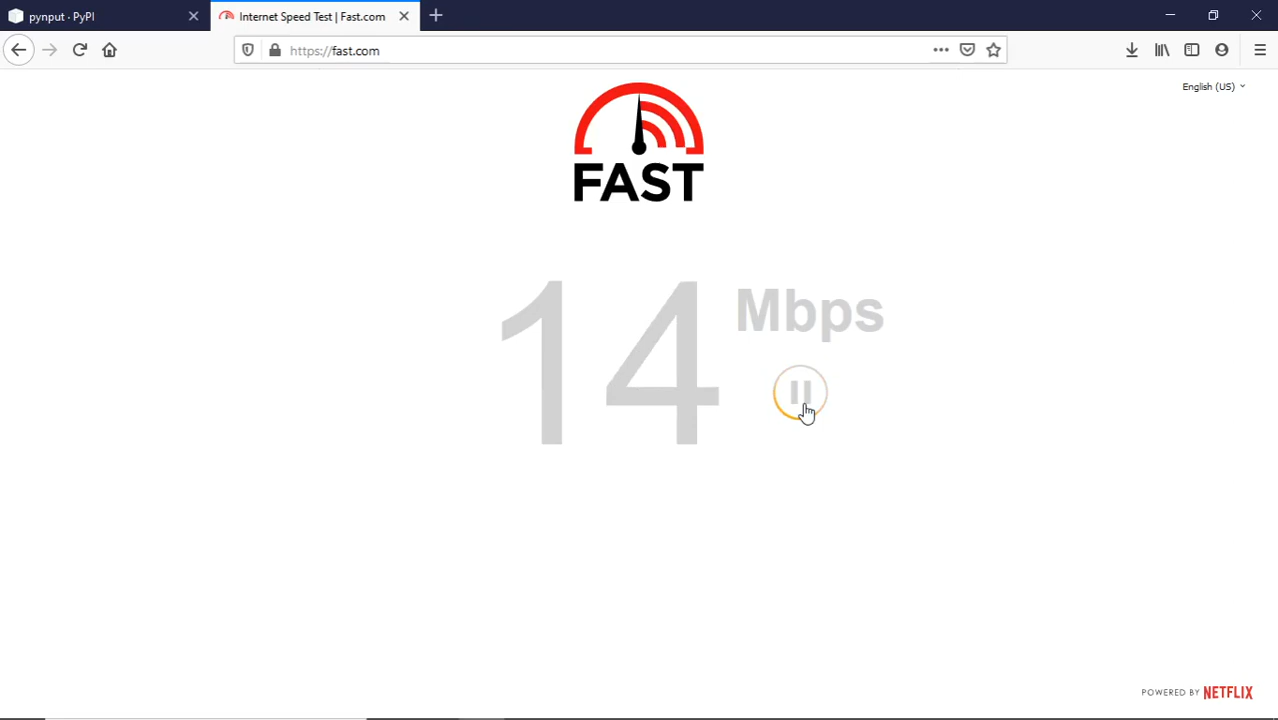 pynput · PyPI
Internet Speed Test | Fast.com
https://fast.com
English (US)
FAST
14 Mbps
POWERED BY NETFLIX